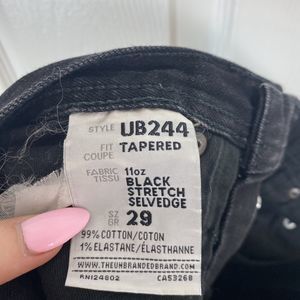 STYLE UB244
FIT TAPERED
COUPE
FABRIC 11oz
TISSU BLACK
STRETCH
SELVEDGE
SZ 29
GR
99% COTTON/COTON
1% ELASTANE/ÉLASTHANNE
WWW.THEUNBRANDEDBRAND.COM
RN124802 CA53268